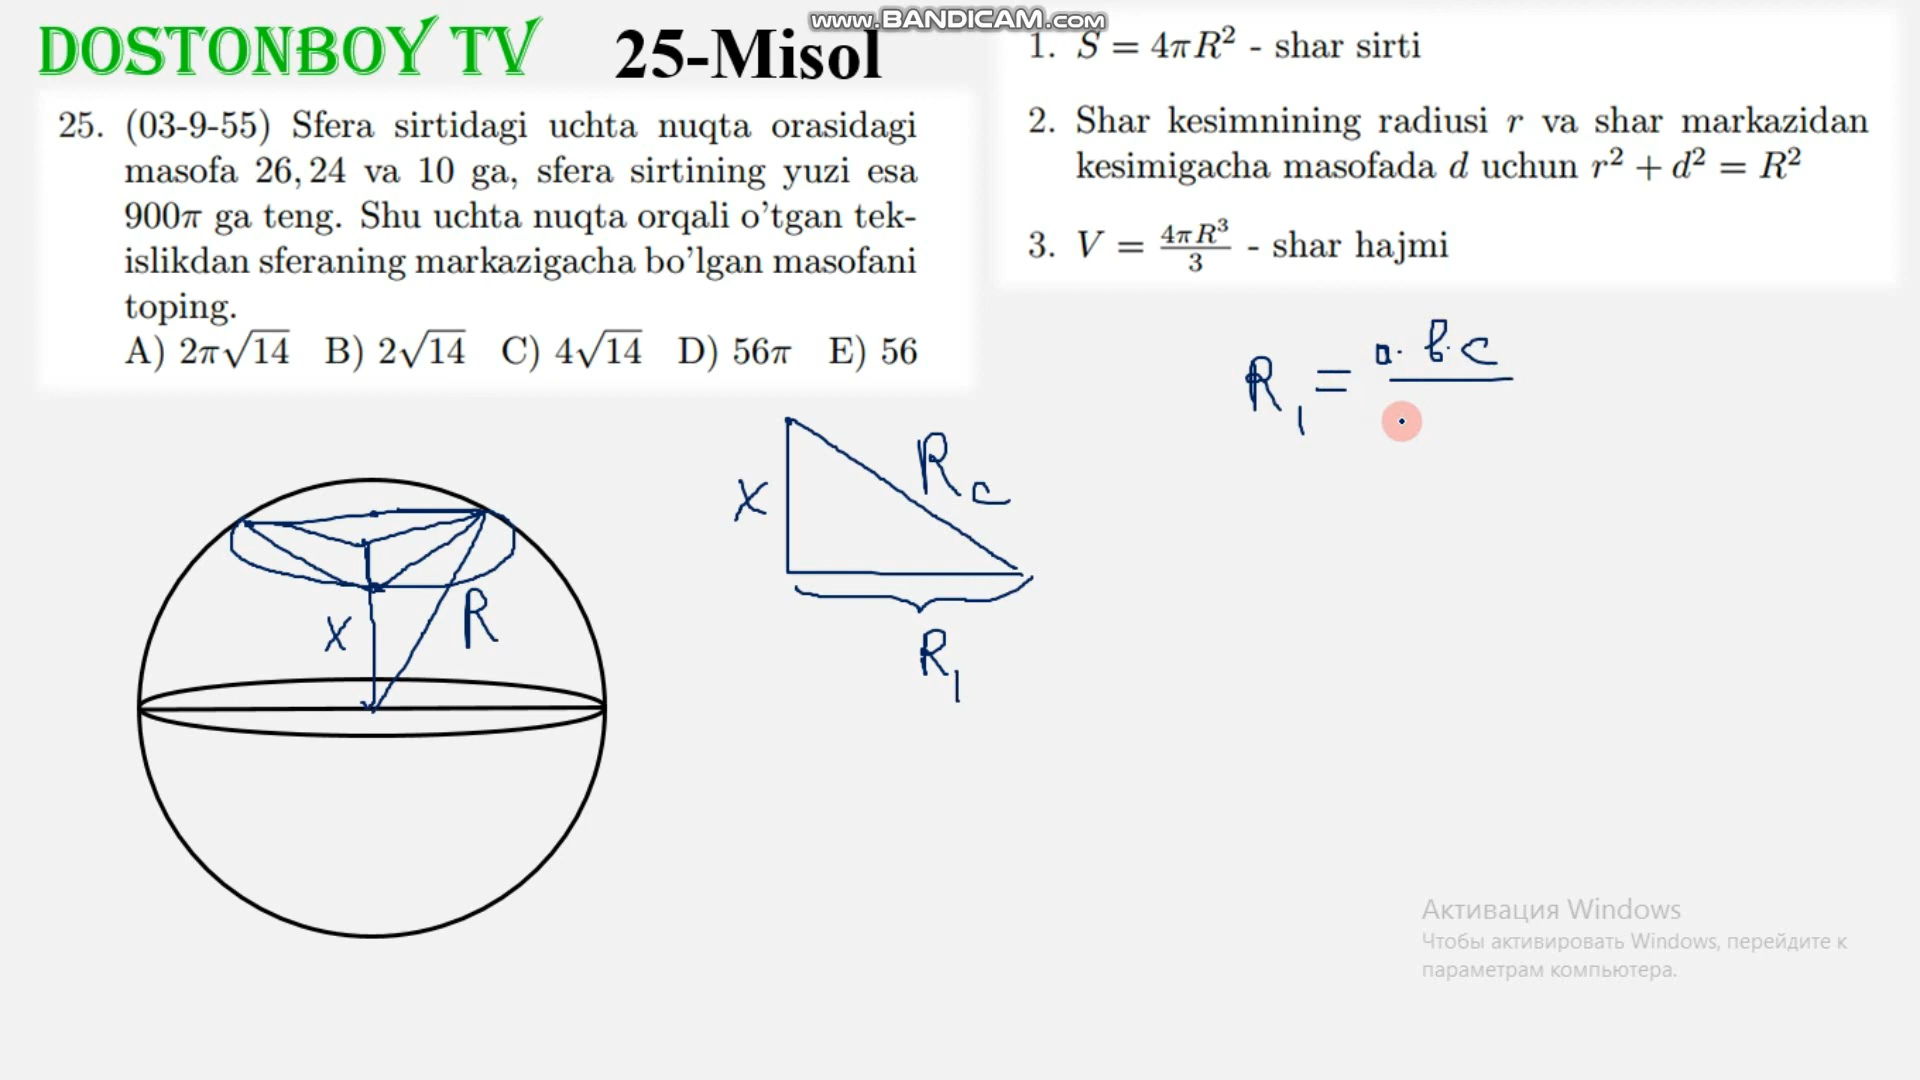 www.BANDICAM.com
DOSTONBOY TV
25-Misol
25. (03-9-55) Sfera sirtidagi uchta nuqta orasidagi
masofa 26, 24 va 10 ga, sfera sirtining yuzi esa
900π ga teng. Shu uchta nuqta orqali o'tgan tek-
islikdan sferaning markazigacha bo'lgan masofani
toping.
A) 2π√14 B) 2√14 C) 4√14 D) 56π E) 56
1. S = 4πR² - shar sirti
2. Shar kesimnining radiusi r va shar markazidan
kesimigacha masofada d uchun r² + d² = R²
3. V = 4πR³/3 - shar hajmi
R₁ = a·b·c
x
R_c
R₁
x
R
Активация Windows
Чтобы активировать Windows, перейдите к
параметрам компьютера.